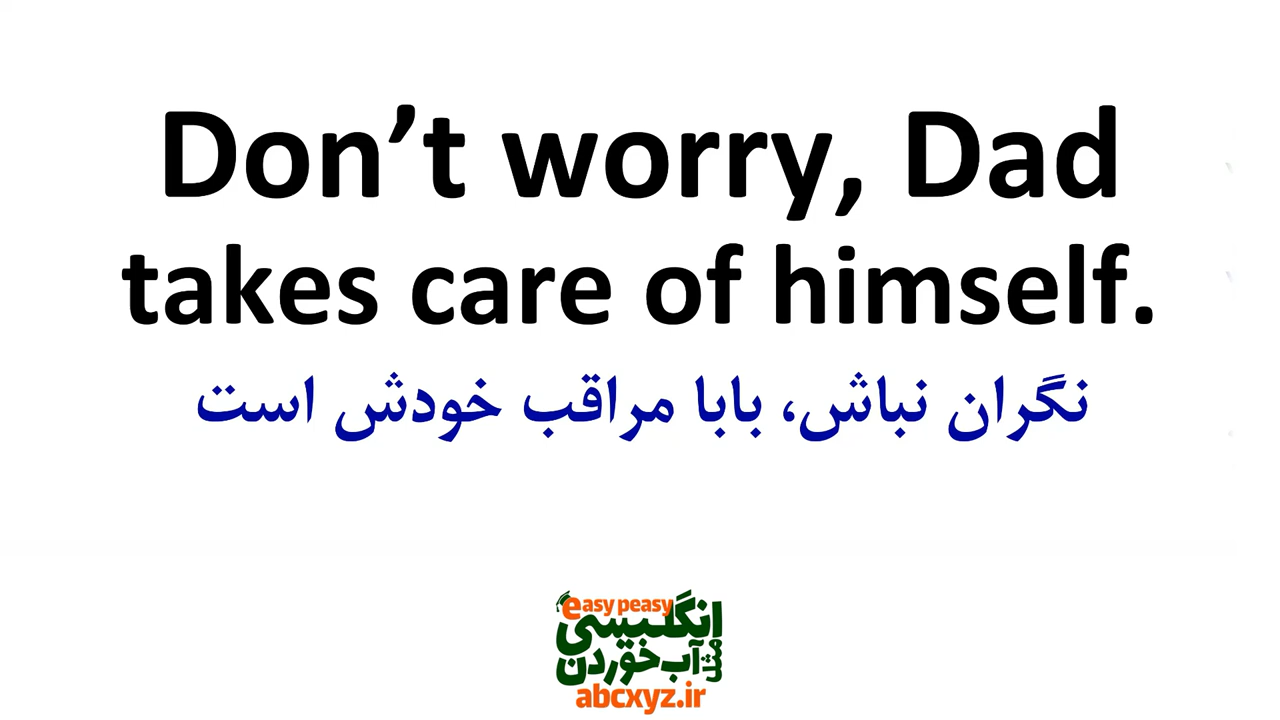 Don’t worry, Dad
takes care of himself.
نگران نباش، بابا مراقب خودش است
easy peasy
انگلیسی
مثل آب خوردن
abcxyz.ir